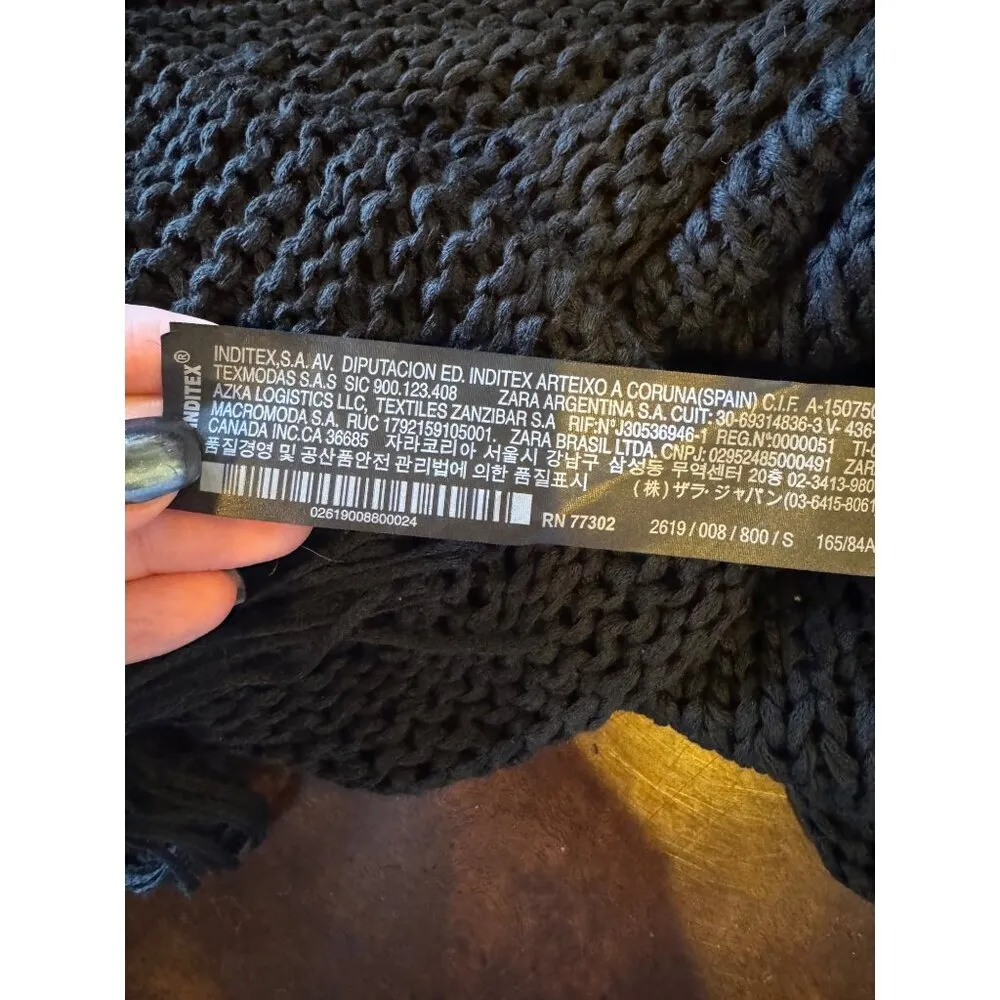 INDITEX®
INDITEX,S.A. AV. DIPUTACION ED. INDITEX ARTEIXO A CORUNA(SPAIN) C.I.F. A-150750
TEXMODAS S.A.S SIC 900.123.408 ZARA ARGENTINA S.A. CUIT: 30-69314836-3 V- 436-
AZKA LOGISTICS LLC, TEXTILES ZANZIBAR S.A RIF:Nº J30536946-1 REG.Nº:0000051 TI-
MACROMODA S.A. RUC 1792159105001. ZARA BRASIL LTDA. CNPJ: 02952485000491 ZAR
CANADA INC.CA 36685 자라코리아 서울시 강남구 삼성동 무역센터 20층 02-3413-980
품질경영 및 공산품안전 관리법에 의한 품질표시 (株)ザラ・ジャパン(03-6415-8061
02619008800024
RN 77302 2619 / 008 / 800 / S 165/84A